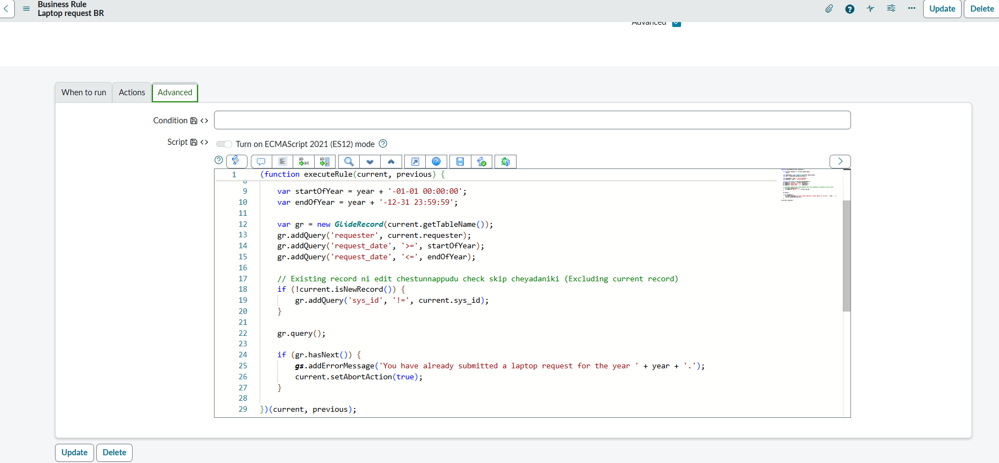 Business Rule
Laptop request BR
Update
Delete
Advanced
When to run
Actions
Advanced
Condition
Script
Turn on ECMAScript 2021 (ES12) mode
1 (function executeRule(current, previous) {
8
9 var startOfYear = year + '-01-01 00:00:00';
10 var endOfYear = year + '-12-31 23:59:59';
11
12 var gr = new GlideRecord(current.getTableName());
13 gr.addQuery('requester', current.requester);
14 gr.addQuery('request_date', '>=', startOfYear);
15 gr.addQuery('request_date', '<=', endOfYear);
16
17 // Existing record ni edit chestunnappudu check skip cheyadaniki (Excluding current record)
18 if (!current.isNewRecord()) {
19 gr.addQuery('sys_id', '!=', current.sys_id);
20 }
21
22 gr.query();
23
24 if (gr.hasNext()) {
25 gs.addErrorMessage('You have already submitted a laptop request for the year ' + year + '.');
26 current.setAbortAction(true);
27 }
28
29 })(current, previous);
Update
Delete